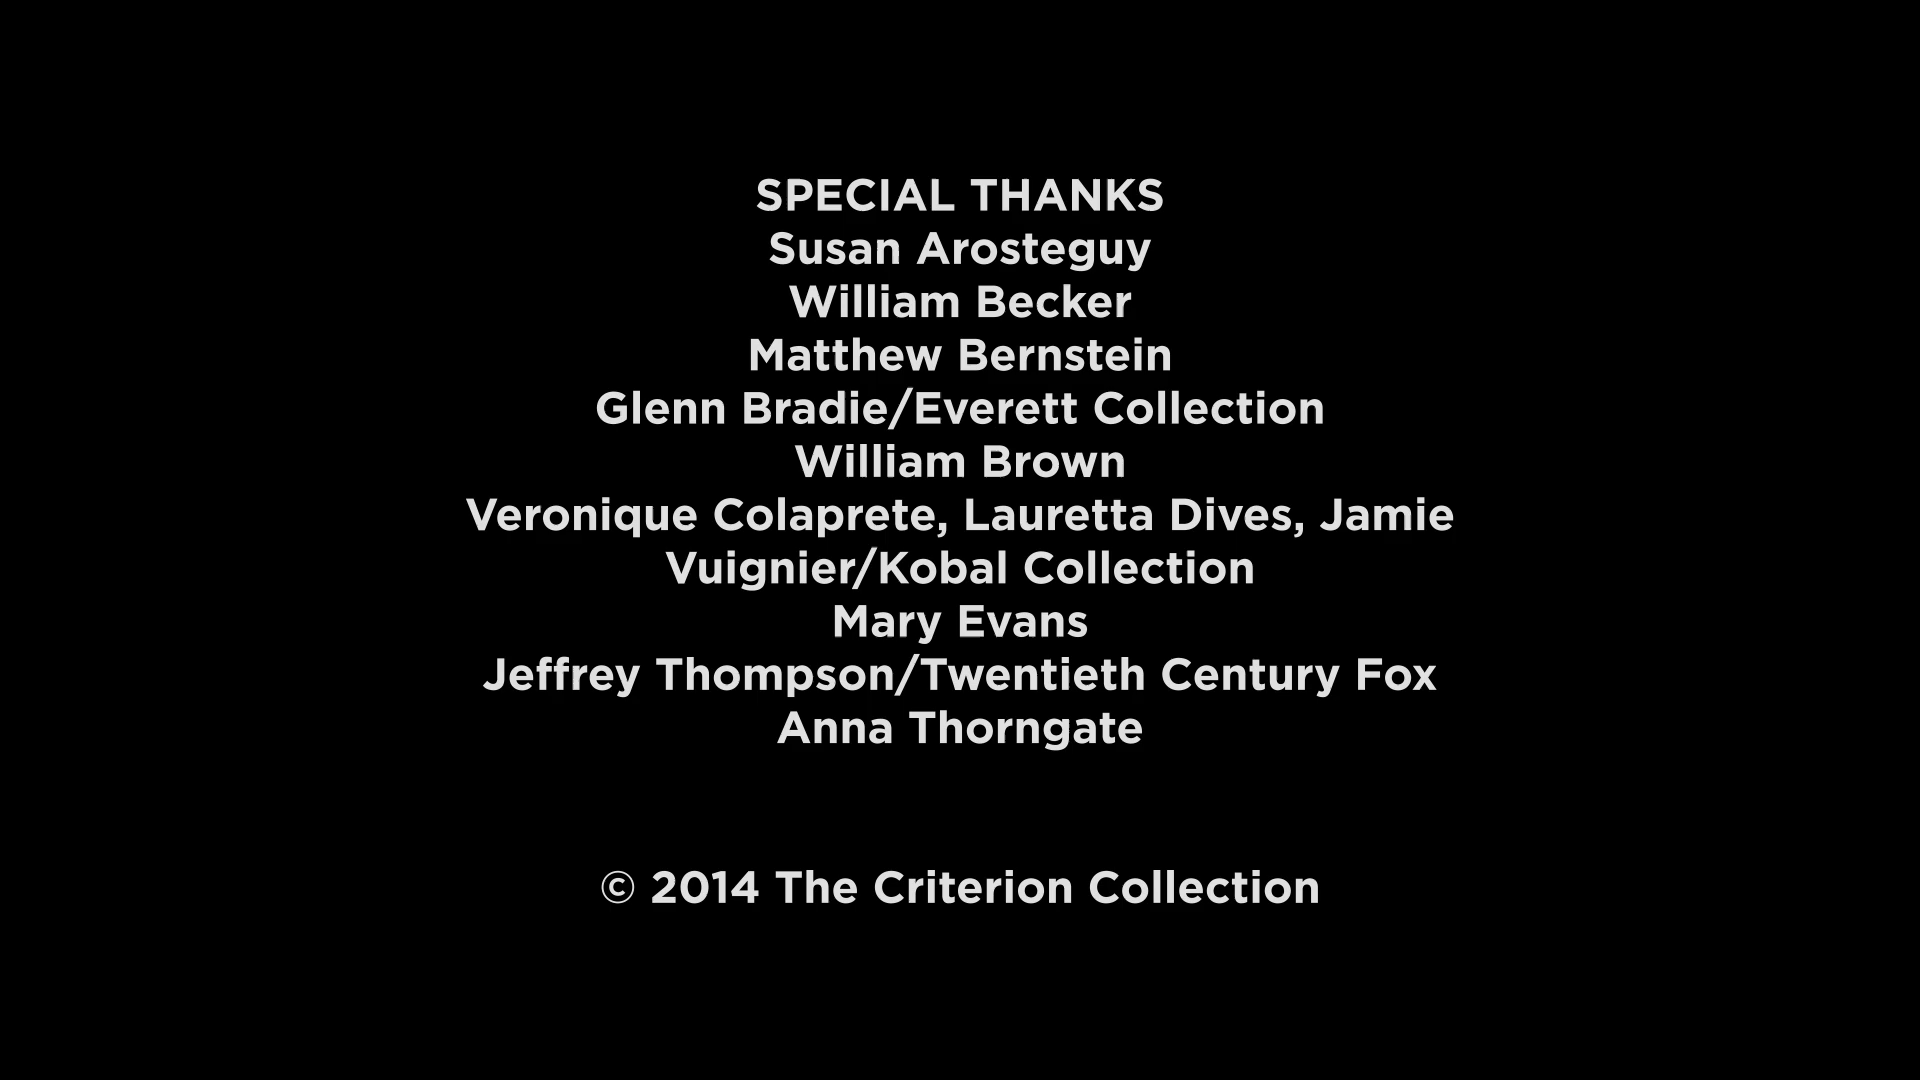 SPECIAL THANKS
Susan Arosteguy
William Becker
Matthew Bernstein
Glenn Bradie/Everett Collection
William Brown
Veronique Colaprete, Lauretta Dives, Jamie
Vuignier/Kobal Collection
Mary Evans
Jeffrey Thompson/Twentieth Century Fox
Anna Thorngate
© 2014 The Criterion Collection